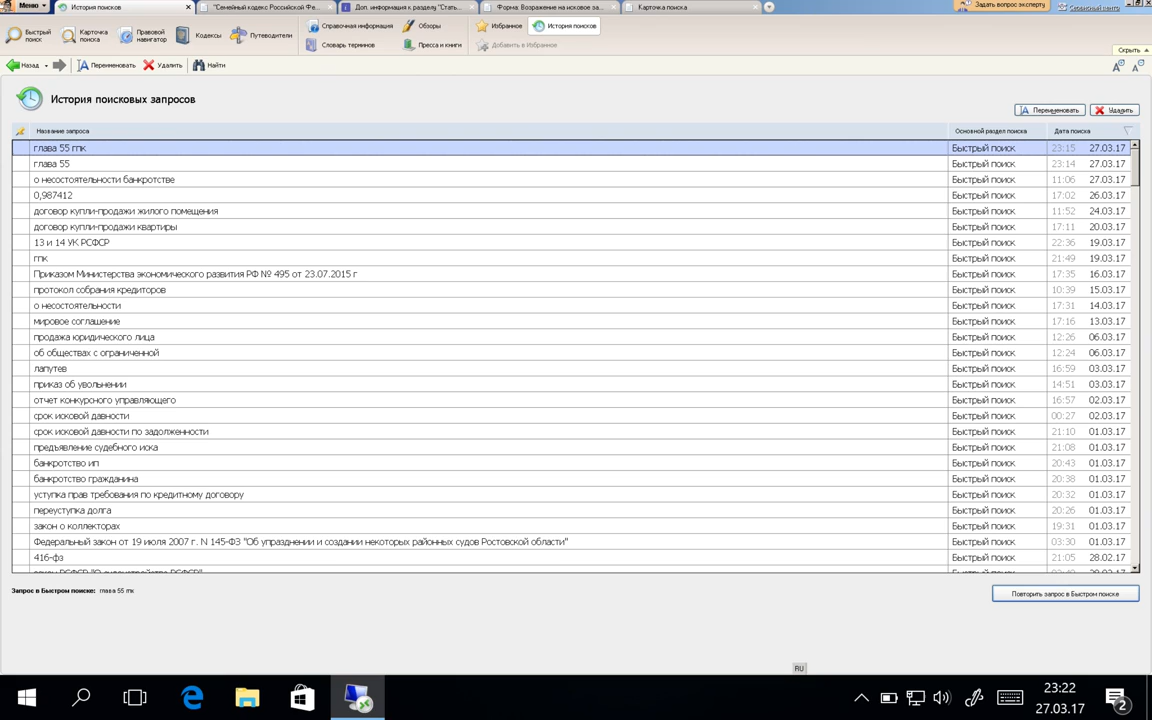 Меню
История поисков
"Семейный кодекс Российской Фе...
Доп. информация к разделу "Стать...
Форма: Возражение на исковое за...
Карточка поиска
Задать вопрос эксперту
Сервисный центр
Быстрый поиск
Карточка поиска
Правовой навигатор
Кодексы
Путеводители
Справочная информация
Словарь терминов
Обзоры
Пресса и книги
Избранное
Добавить в Избранное
История поисков
Скрыть
Назад
Переименовать
Удалить
Найти
История поисковых запросов
Переименовать
Удалить
Название запроса
Основной раздел поиска
Дата поиска
глава 55 гпк Быстрый поиск 23:15 27.03.17
глава 55 Быстрый поиск 23:14 27.03.17
о несостоятельности банкротстве Быстрый поиск 11:06 27.03.17
0,987412 Быстрый поиск 17:02 26.03.17
договор купли-продажи жилого помещения Быстрый поиск 11:52 24.03.17
договор купли-продажи квартиры Быстрый поиск 17:11 20.03.17
13 и 14 УК РСФСР Быстрый поиск 22:36 19.03.17
гпк Быстрый поиск 21:49 19.03.17
Приказом Министерства экономического развития РФ № 495 от 23.07.2015 г Быстрый поиск 17:35 16.03.17
протокол собрания кредиторов Быстрый поиск 10:39 15.03.17
о несостоятельности Быстрый поиск 17:31 14.03.17
мировое соглашение Быстрый поиск 17:16 13.03.17
продажа юридического лица Быстрый поиск 12:26 06.03.17
об обществах с ограниченной Быстрый поиск 12:24 06.03.17
лапутев Быстрый поиск 16:59 03.03.17
приказ об увольнении Быстрый поиск 14:51 03.03.17
отчет конкурсного управляющего Быстрый поиск 16:57 02.03.17
срок исковой давности Быстрый поиск 00:27 02.03.17
срок исковой давности по задолженности Быстрый поиск 21:10 01.03.17
предъявление судебного иска Быстрый поиск 21:08 01.03.17
банкротство ип Быстрый поиск 20:43 01.03.17
банкротство гражданина Быстрый поиск 20:38 01.03.17
уступка прав требования по кредитному договору Быстрый поиск 20:32 01.03.17
переуступка долга Быстрый поиск 20:26 01.03.17
закон о коллекторах Быстрый поиск 19:31 01.03.17
Федеральный закон от 19 июля 2007 г. N 145-ФЗ "Об упразднении и создании некоторых районных судов Ростовской области" Быстрый поиск 03:30 01.03.17
416-фз Быстрый поиск 21:05 28.02.17
Запрос в Быстром поиске: глава 55 гпк
Повторить запрос в Быстром поиске
RU
23:22
27.03.17
2